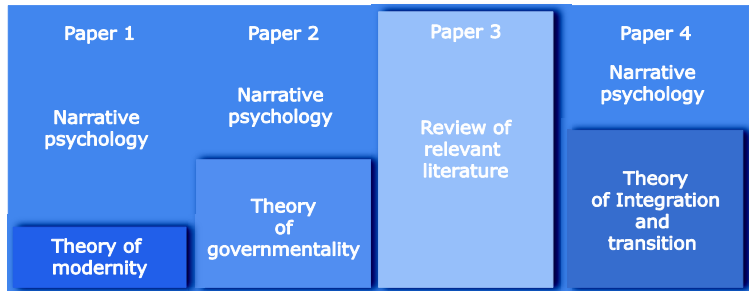 Paper 1
Narrative
psychology
Theory of
modernity
Paper 2
Narrative
psychology
Theory
of
governmentality
Paper 3
Review of
relevant
literature
Paper 4
Narrative
psychology
Theory
of Integration
and
transition